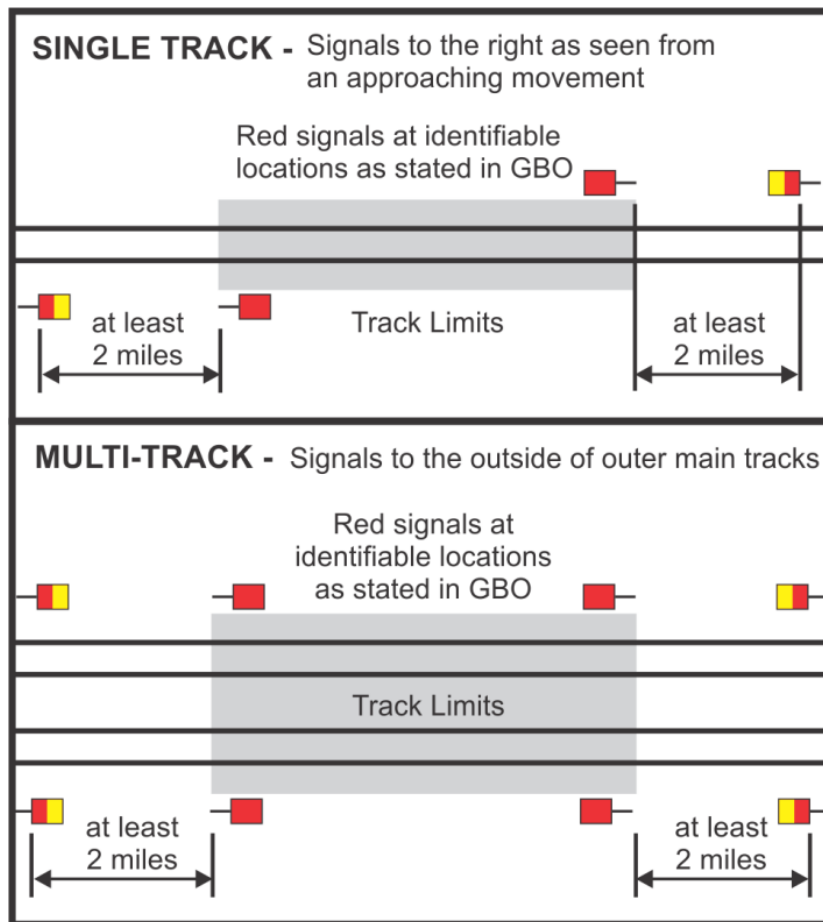 SINGLE TRACK - Signals to the right as seen from
an approaching movement
Red signals at identifiable
locations as stated in GBO
at least
2 miles
Track Limits
at least
2 miles
MULTI-TRACK - Signals to the outside of outer main tracks
Red signals at
identifiable locations
as stated in GBO
Track Limits
at least
2 miles
at least
2 miles